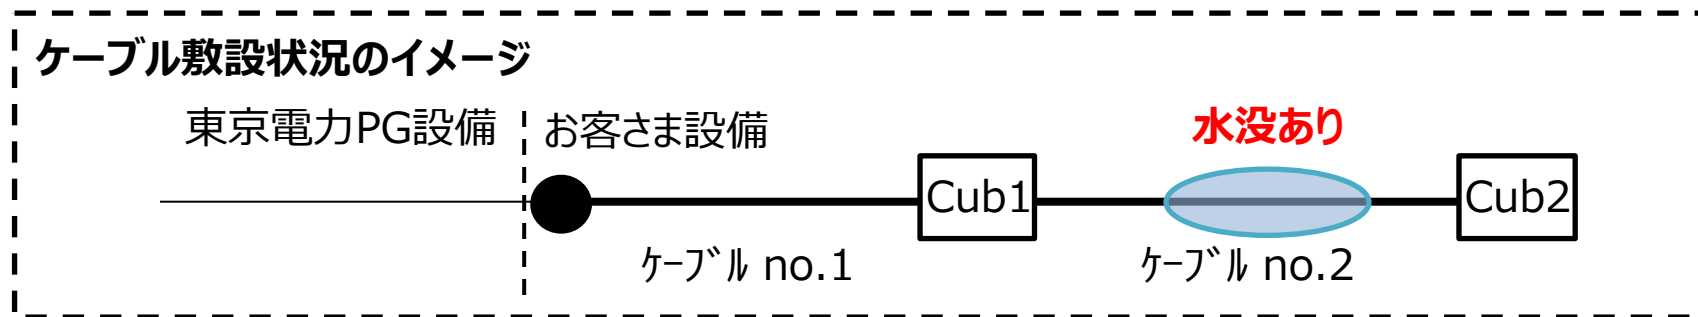 ケーブル敷設状況のイメージ
東京電力PG設備
お客さま設備
水没あり
Cub1
Cub2
ｹｰﾌﾞﾙ no.1
ｹｰﾌﾞﾙ no.2